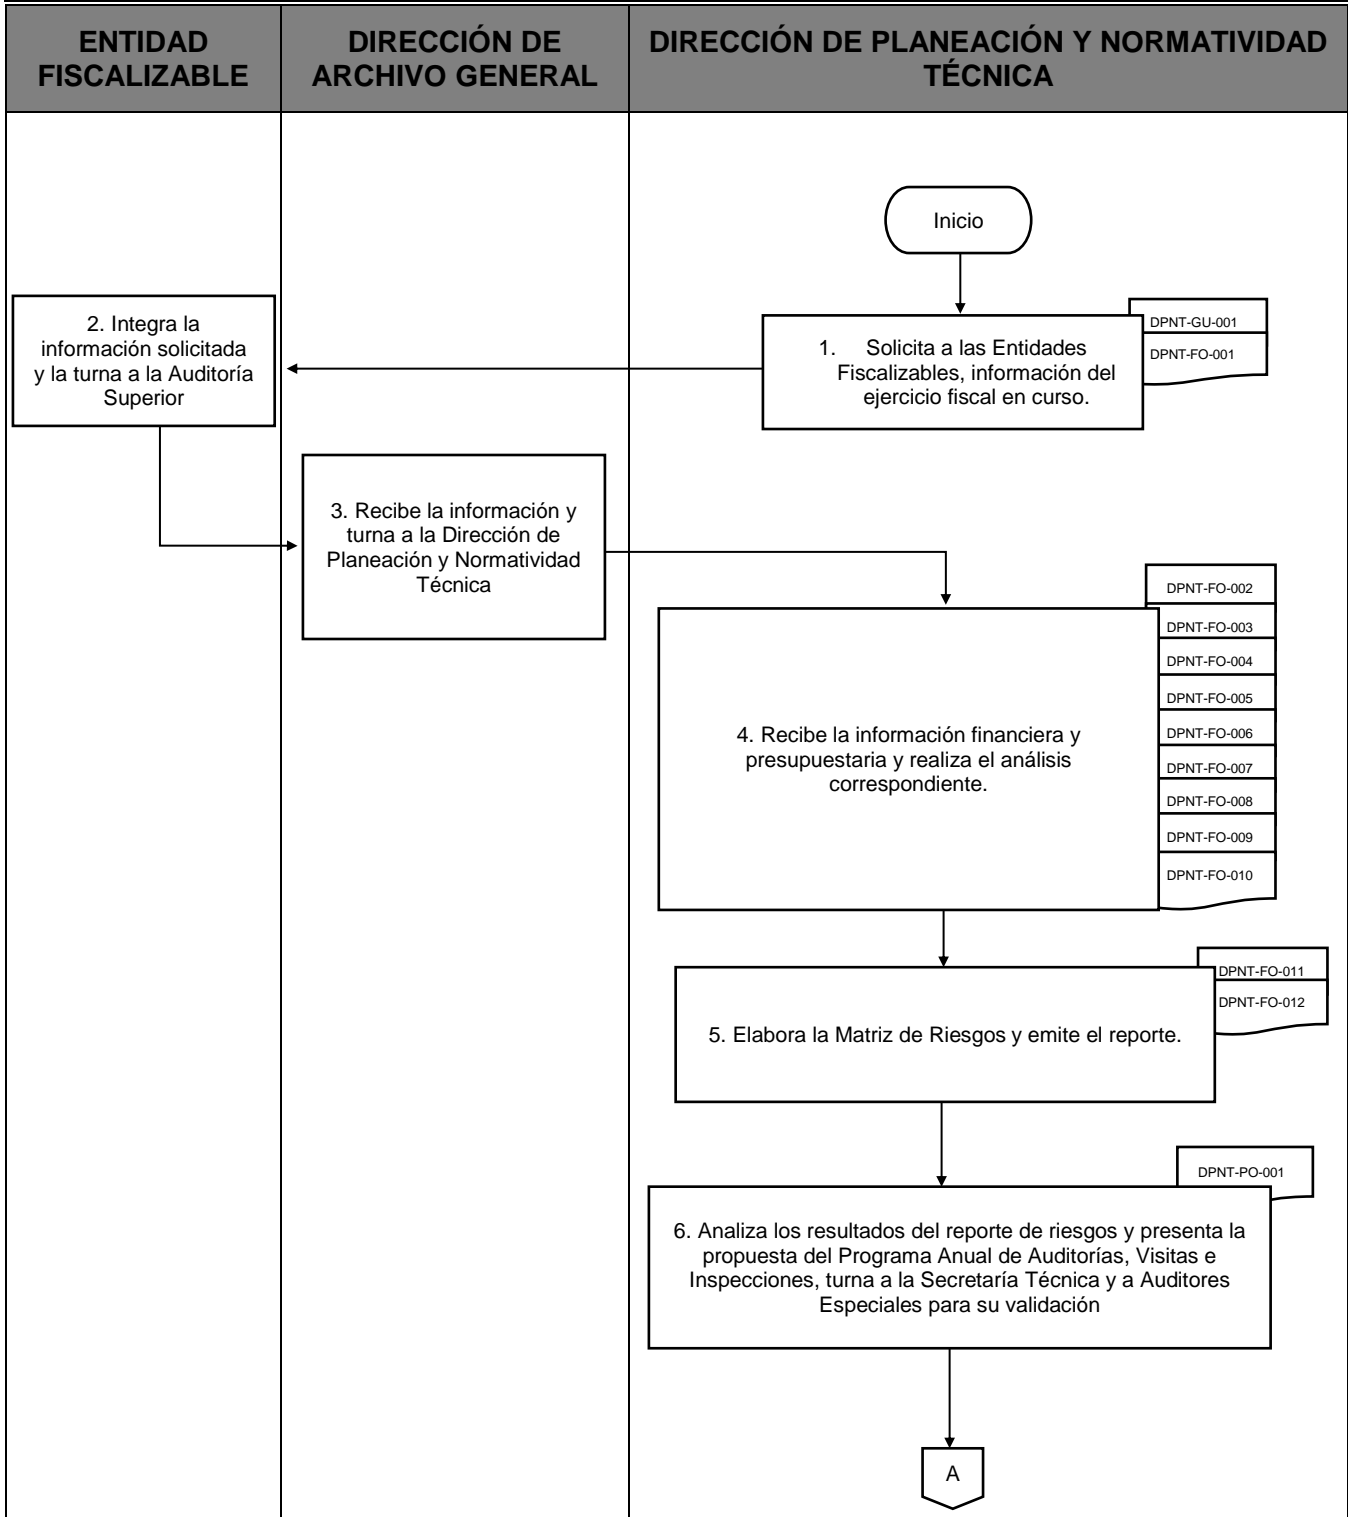 ENTIDAD
FISCALIZABLE
DIRECCIÓN DE
ARCHIVO GENERAL
DIRECCIÓN DE PLANEACIÓN Y NORMATIVIDAD
TÉCNICA
Inicio
1. Solicita a las Entidades
Fiscalizables, información del
ejercicio fiscal en curso.
DPNT-GU-001
DPNT-FO-001
2. Integra la
información solicitada
y la turna a la Auditoría
Superior
3. Recibe la información y
turna a la Dirección de
Planeación y Normatividad
Técnica
4. Recibe la información financiera y
presupuestaria y realiza el análisis
correspondiente.
DPNT-FO-002
DPNT-FO-003
DPNT-FO-004
DPNT-FO-005
DPNT-FO-006
DPNT-FO-007
DPNT-FO-008
DPNT-FO-009
DPNT-FO-010
5. Elabora la Matriz de Riesgos y emite el reporte.
DPNT-FO-011
DPNT-FO-012
6. Analiza los resultados del reporte de riesgos y presenta la
propuesta del Programa Anual de Auditorías, Visitas e
Inspecciones, turna a la Secretaría Técnica y a Auditores
Especiales para su validación
DPNT-PO-001
A